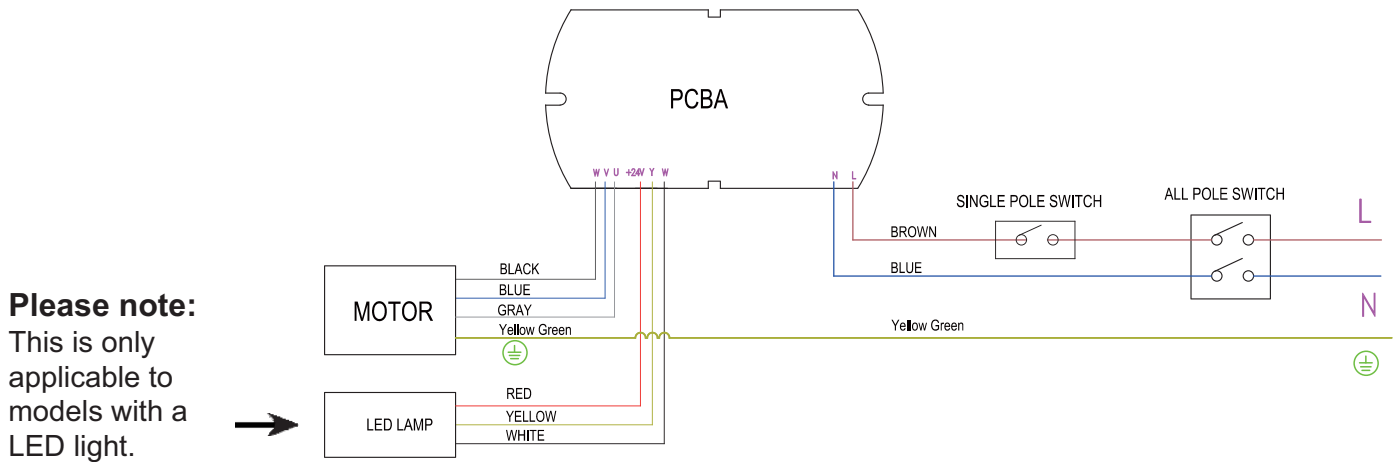 PCBA
W V U +24V Y W
N L
SINGLE POLE SWITCH
ALL POLE SWITCH
L
BROWN
BLUE
N
MOTOR
BLACK
BLUE
GRAY
Yellow Green
Yellow Green
Please note:
This is only
applicable to
models with a
LED light.
LED LAMP
RED
YELLOW
WHITE